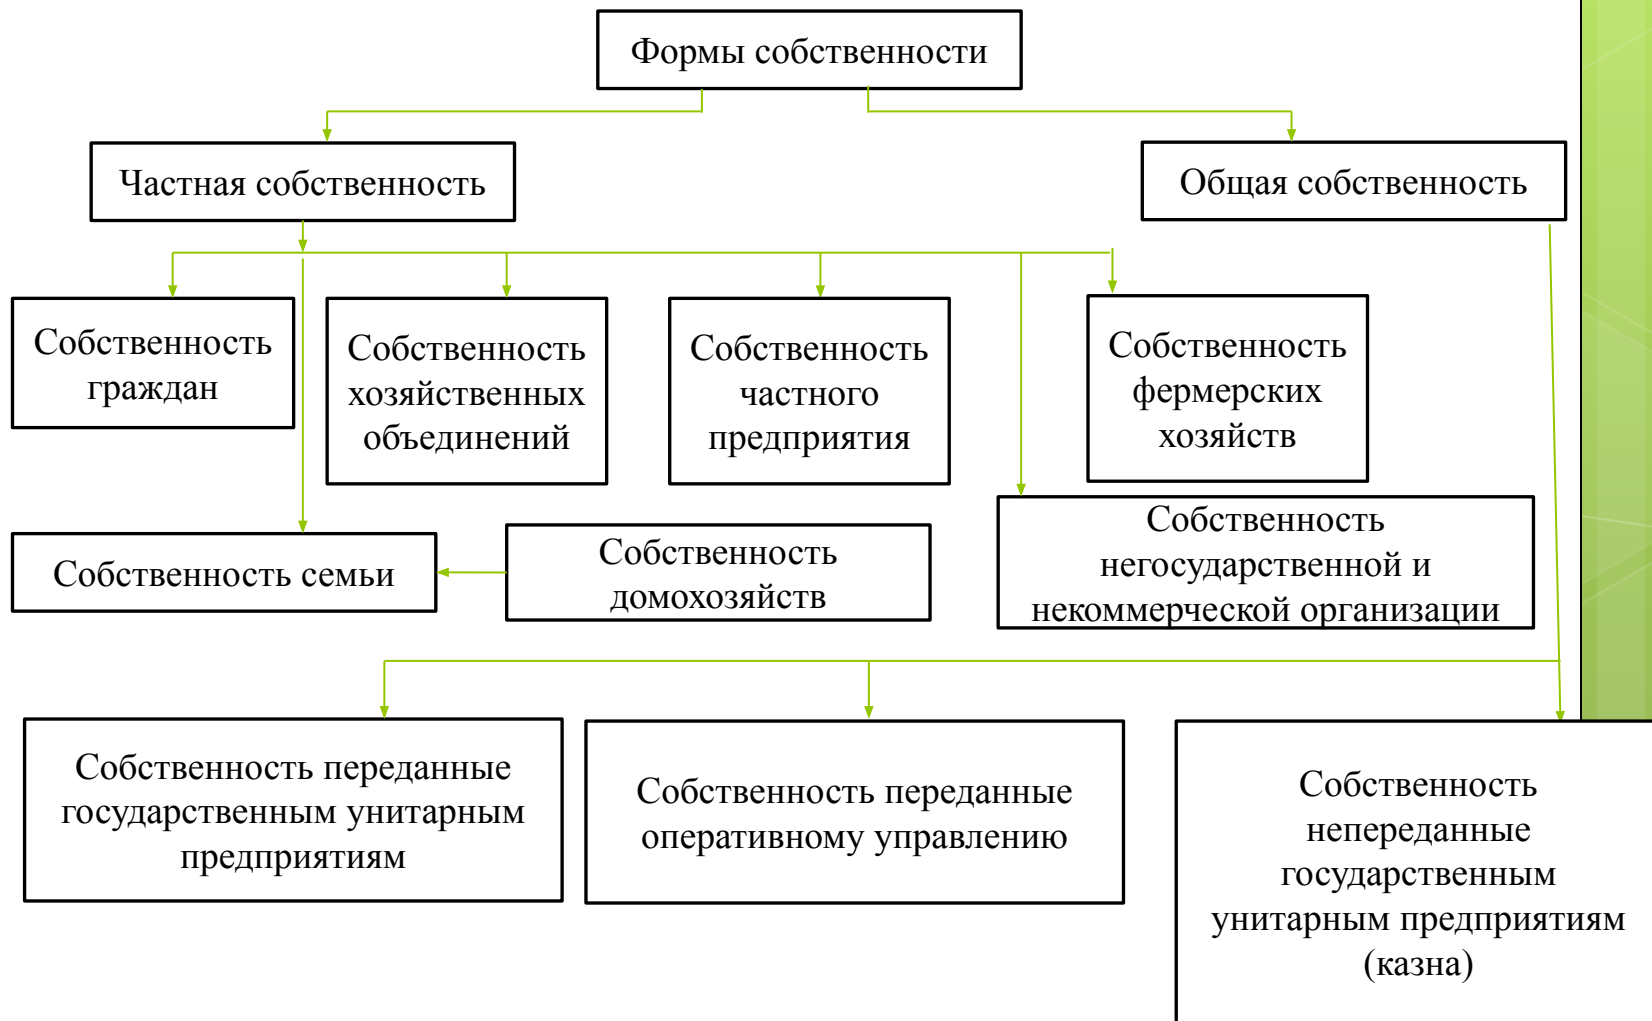 Формы собственности
Частная собственность
Общая собственность
Собственность
граждан
Собственность
хозяйственных
объединений
Собственность
частного
предприятия
Собственность
фермерских
хозяйств
Собственность семьи
Собственность
домохозяйств
Собственность
негосударственной и
некоммерческой организации
Собственность переданные
государственным унитарным
предприятиям
Собственность переданные
оперативному управлению
Собственность
непереданные
государственным
унитарным предприятиям
(казна)